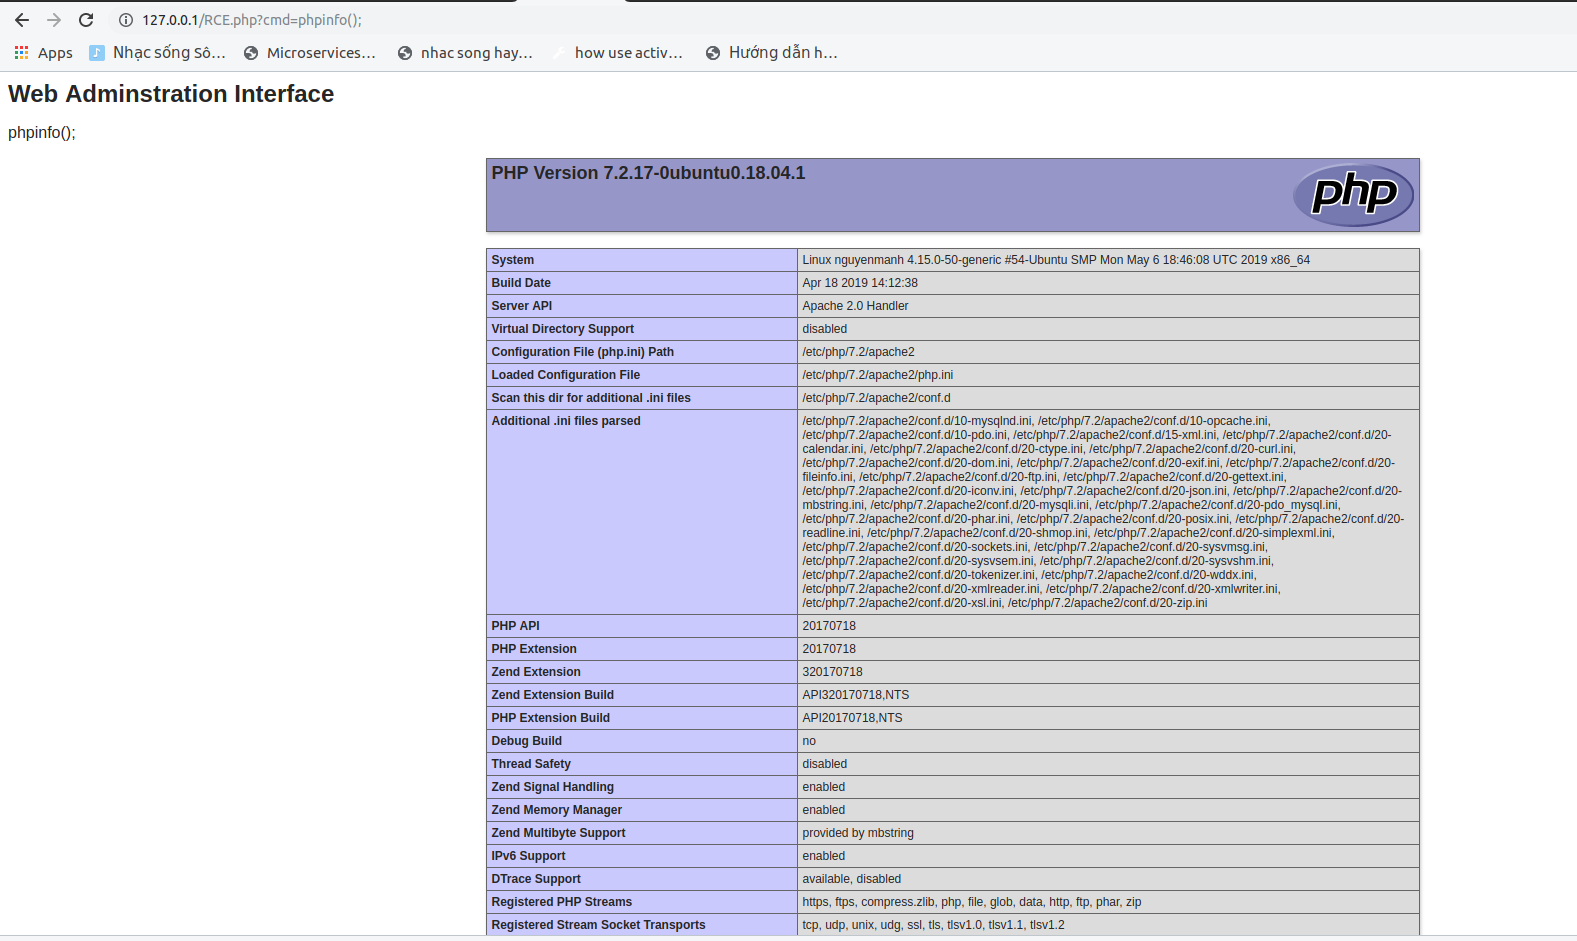 127.0.0.1/RCE.php?cmd=phpinfo();
Apps Nhạc sống Sô... Microservices... nhac song hay... how use activ... Hướng dẫn h...
Web Adminstration Interface
phpinfo();
PHP Version 7.2.17-0ubuntu0.18.04.1
php
System Linux nguyenmanh 4.15.0-50-generic #54-Ubuntu SMP Mon May 6 18:46:08 UTC 2019 x86_64
Build Date Apr 18 2019 14:12:38
Server API Apache 2.0 Handler
Virtual Directory Support disabled
Configuration File (php.ini) Path /etc/php/7.2/apache2
Loaded Configuration File /etc/php/7.2/apache2/php.ini
Scan this dir for additional .ini files /etc/php/7.2/apache2/conf.d
Additional .ini files parsed /etc/php/7.2/apache2/conf.d/10-mysqlnd.ini, /etc/php/7.2/apache2/conf.d/10-opcache.ini,
/etc/php/7.2/apache2/conf.d/10-pdo.ini, /etc/php/7.2/apache2/conf.d/15-xml.ini, /etc/php/7.2/apache2/conf.d/20-
calendar.ini, /etc/php/7.2/apache2/conf.d/20-ctype.ini, /etc/php/7.2/apache2/conf.d/20-curl.ini,
/etc/php/7.2/apache2/conf.d/20-dom.ini, /etc/php/7.2/apache2/conf.d/20-exif.ini, /etc/php/7.2/apache2/conf.d/20-
fileinfo.ini, /etc/php/7.2/apache2/conf.d/20-ftp.ini, /etc/php/7.2/apache2/conf.d/20-gettext.ini,
/etc/php/7.2/apache2/conf.d/20-iconv.ini, /etc/php/7.2/apache2/conf.d/20-json.ini, /etc/php/7.2/apache2/conf.d/20-
mbstring.ini, /etc/php/7.2/apache2/conf.d/20-mysqli.ini, /etc/php/7.2/apache2/conf.d/20-pdo_mysql.ini,
/etc/php/7.2/apache2/conf.d/20-phar.ini, /etc/php/7.2/apache2/conf.d/20-posix.ini, /etc/php/7.2/apache2/conf.d/20-
readline.ini, /etc/php/7.2/apache2/conf.d/20-shmop.ini, /etc/php/7.2/apache2/conf.d/20-simplexml.ini,
/etc/php/7.2/apache2/conf.d/20-sockets.ini, /etc/php/7.2/apache2/conf.d/20-sysvmsg.ini,
/etc/php/7.2/apache2/conf.d/20-sysvsem.ini, /etc/php/7.2/apache2/conf.d/20-sysvshm.ini,
/etc/php/7.2/apache2/conf.d/20-tokenizer.ini, /etc/php/7.2/apache2/conf.d/20-wddx.ini,
/etc/php/7.2/apache2/conf.d/20-xmlreader.ini, /etc/php/7.2/apache2/conf.d/20-xmlwriter.ini,
/etc/php/7.2/apache2/conf.d/20-xsl.ini, /etc/php/7.2/apache2/conf.d/20-zip.ini
PHP API 20170718
PHP Extension 20170718
Zend Extension 320170718
Zend Extension Build API320170718,NTS
PHP Extension Build API20170718,NTS
Debug Build no
Thread Safety disabled
Zend Signal Handling enabled
Zend Memory Manager enabled
Zend Multibyte Support provided by mbstring
IPv6 Support enabled
DTrace Support available, disabled
Registered PHP Streams https, ftps, compress.zlib, php, file, glob, data, http, ftp, phar, zip
Registered Stream Socket Transports tcp, udp, unix, udg, ssl, tls, tlsv1.0, tlsv1.1, tlsv1.2